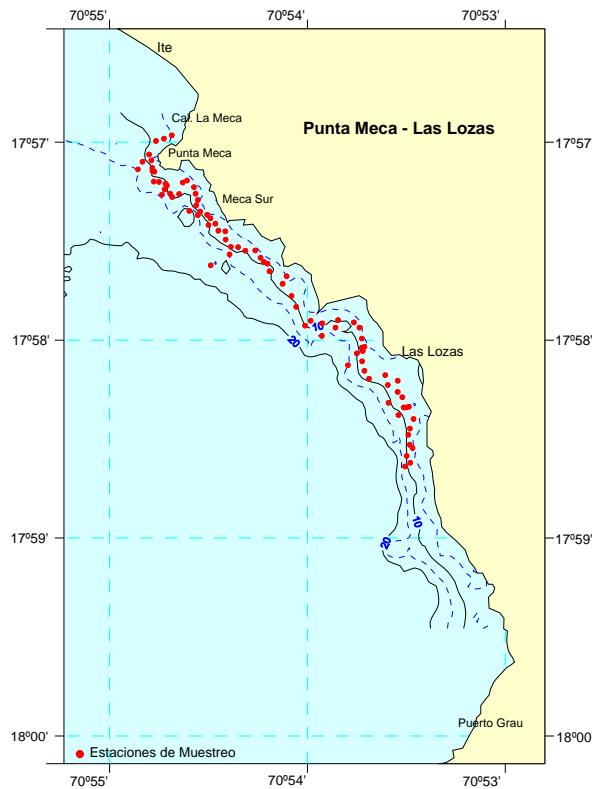 70º55'
70º54'
70º53'
Ite
Cal. La Meca
Punta Meca - Las Lozas
17º57'
17º57'
Punta Meca
Meca Sur
10
20
17º58'
17º58'
Las Lozas
10
20
17º59'
17º59'
Puerto Grau
18º00'
18º00'
Estaciones de Muestreo
70º55'
70º54'
70º53'